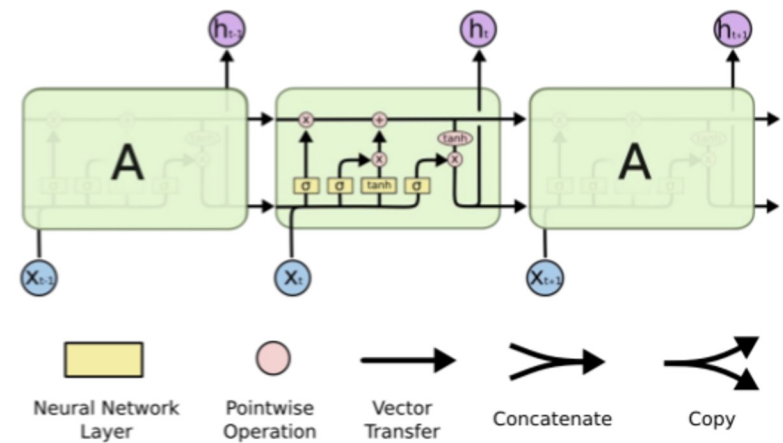 hₜ₋₁ hₜ hₜ₊₁
A A
x + tanh x σ σ tanh σ
Xₜ₋₁ Xₜ Xₜ₊₁
Neural Network
Layer
Pointwise
Operation
Vector
Transfer
Concatenate
Copy